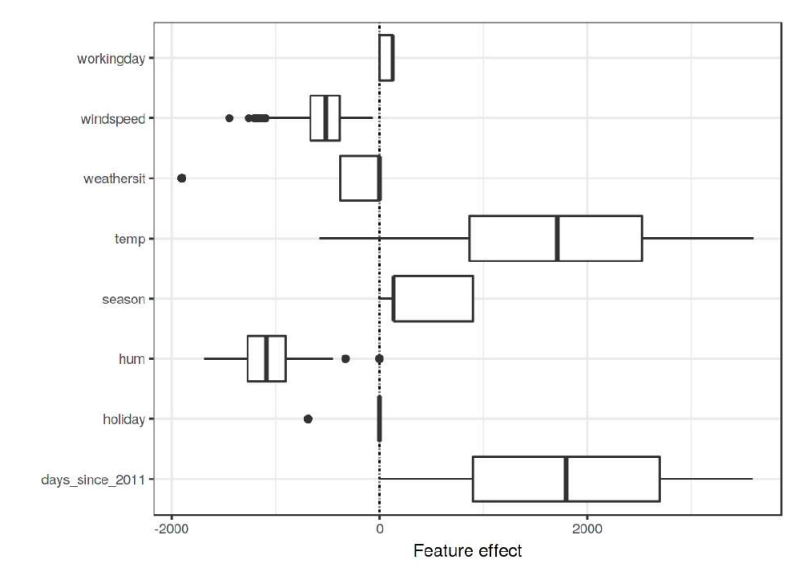 workingday
windspeed
weathersit
temp
season
hum
holiday
days_since_2011
-2000 0 2000
Feature effect